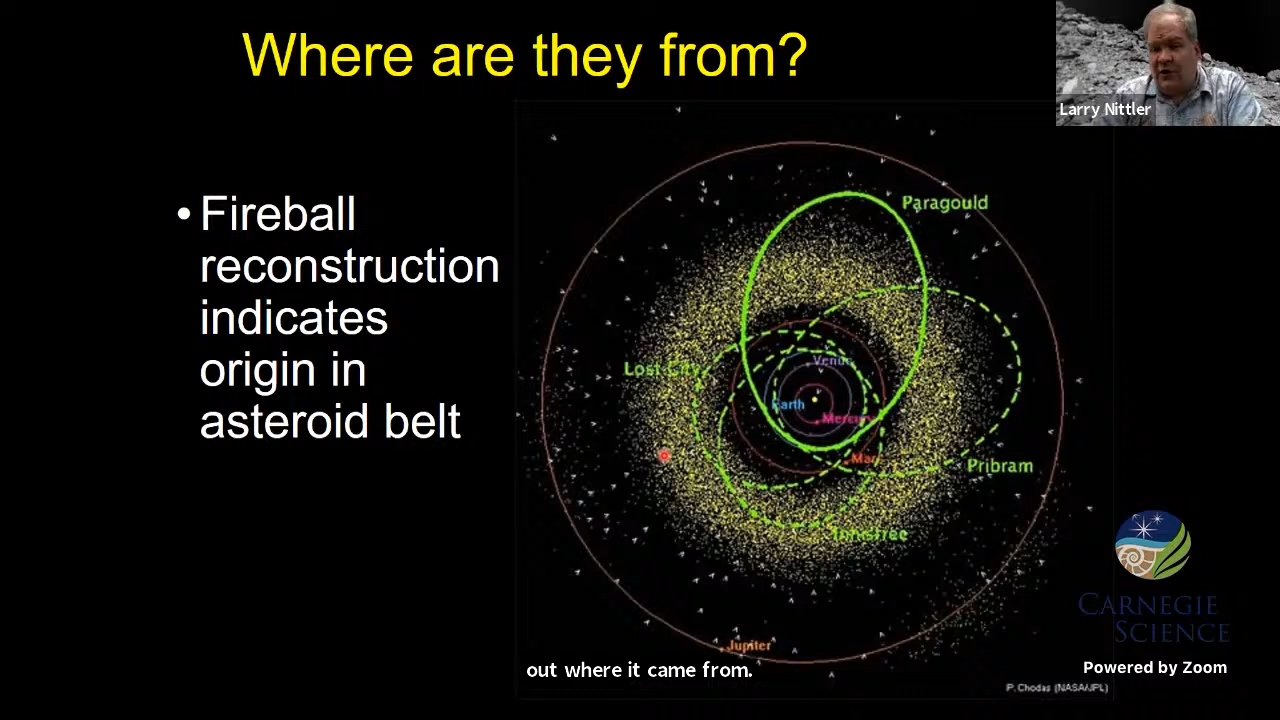 Where are they from?
Larry Nittler
• Fireball
reconstruction
indicates
origin in
asteroid belt
Paragould
Venus
Lost City
Earth
Mercury
Mars
Pribram
Innisfree
Jupiter
CARNEGIE
SCIENCE
out where it came from.
Powered by Zoom
P.Chodas (NASA/JPL)